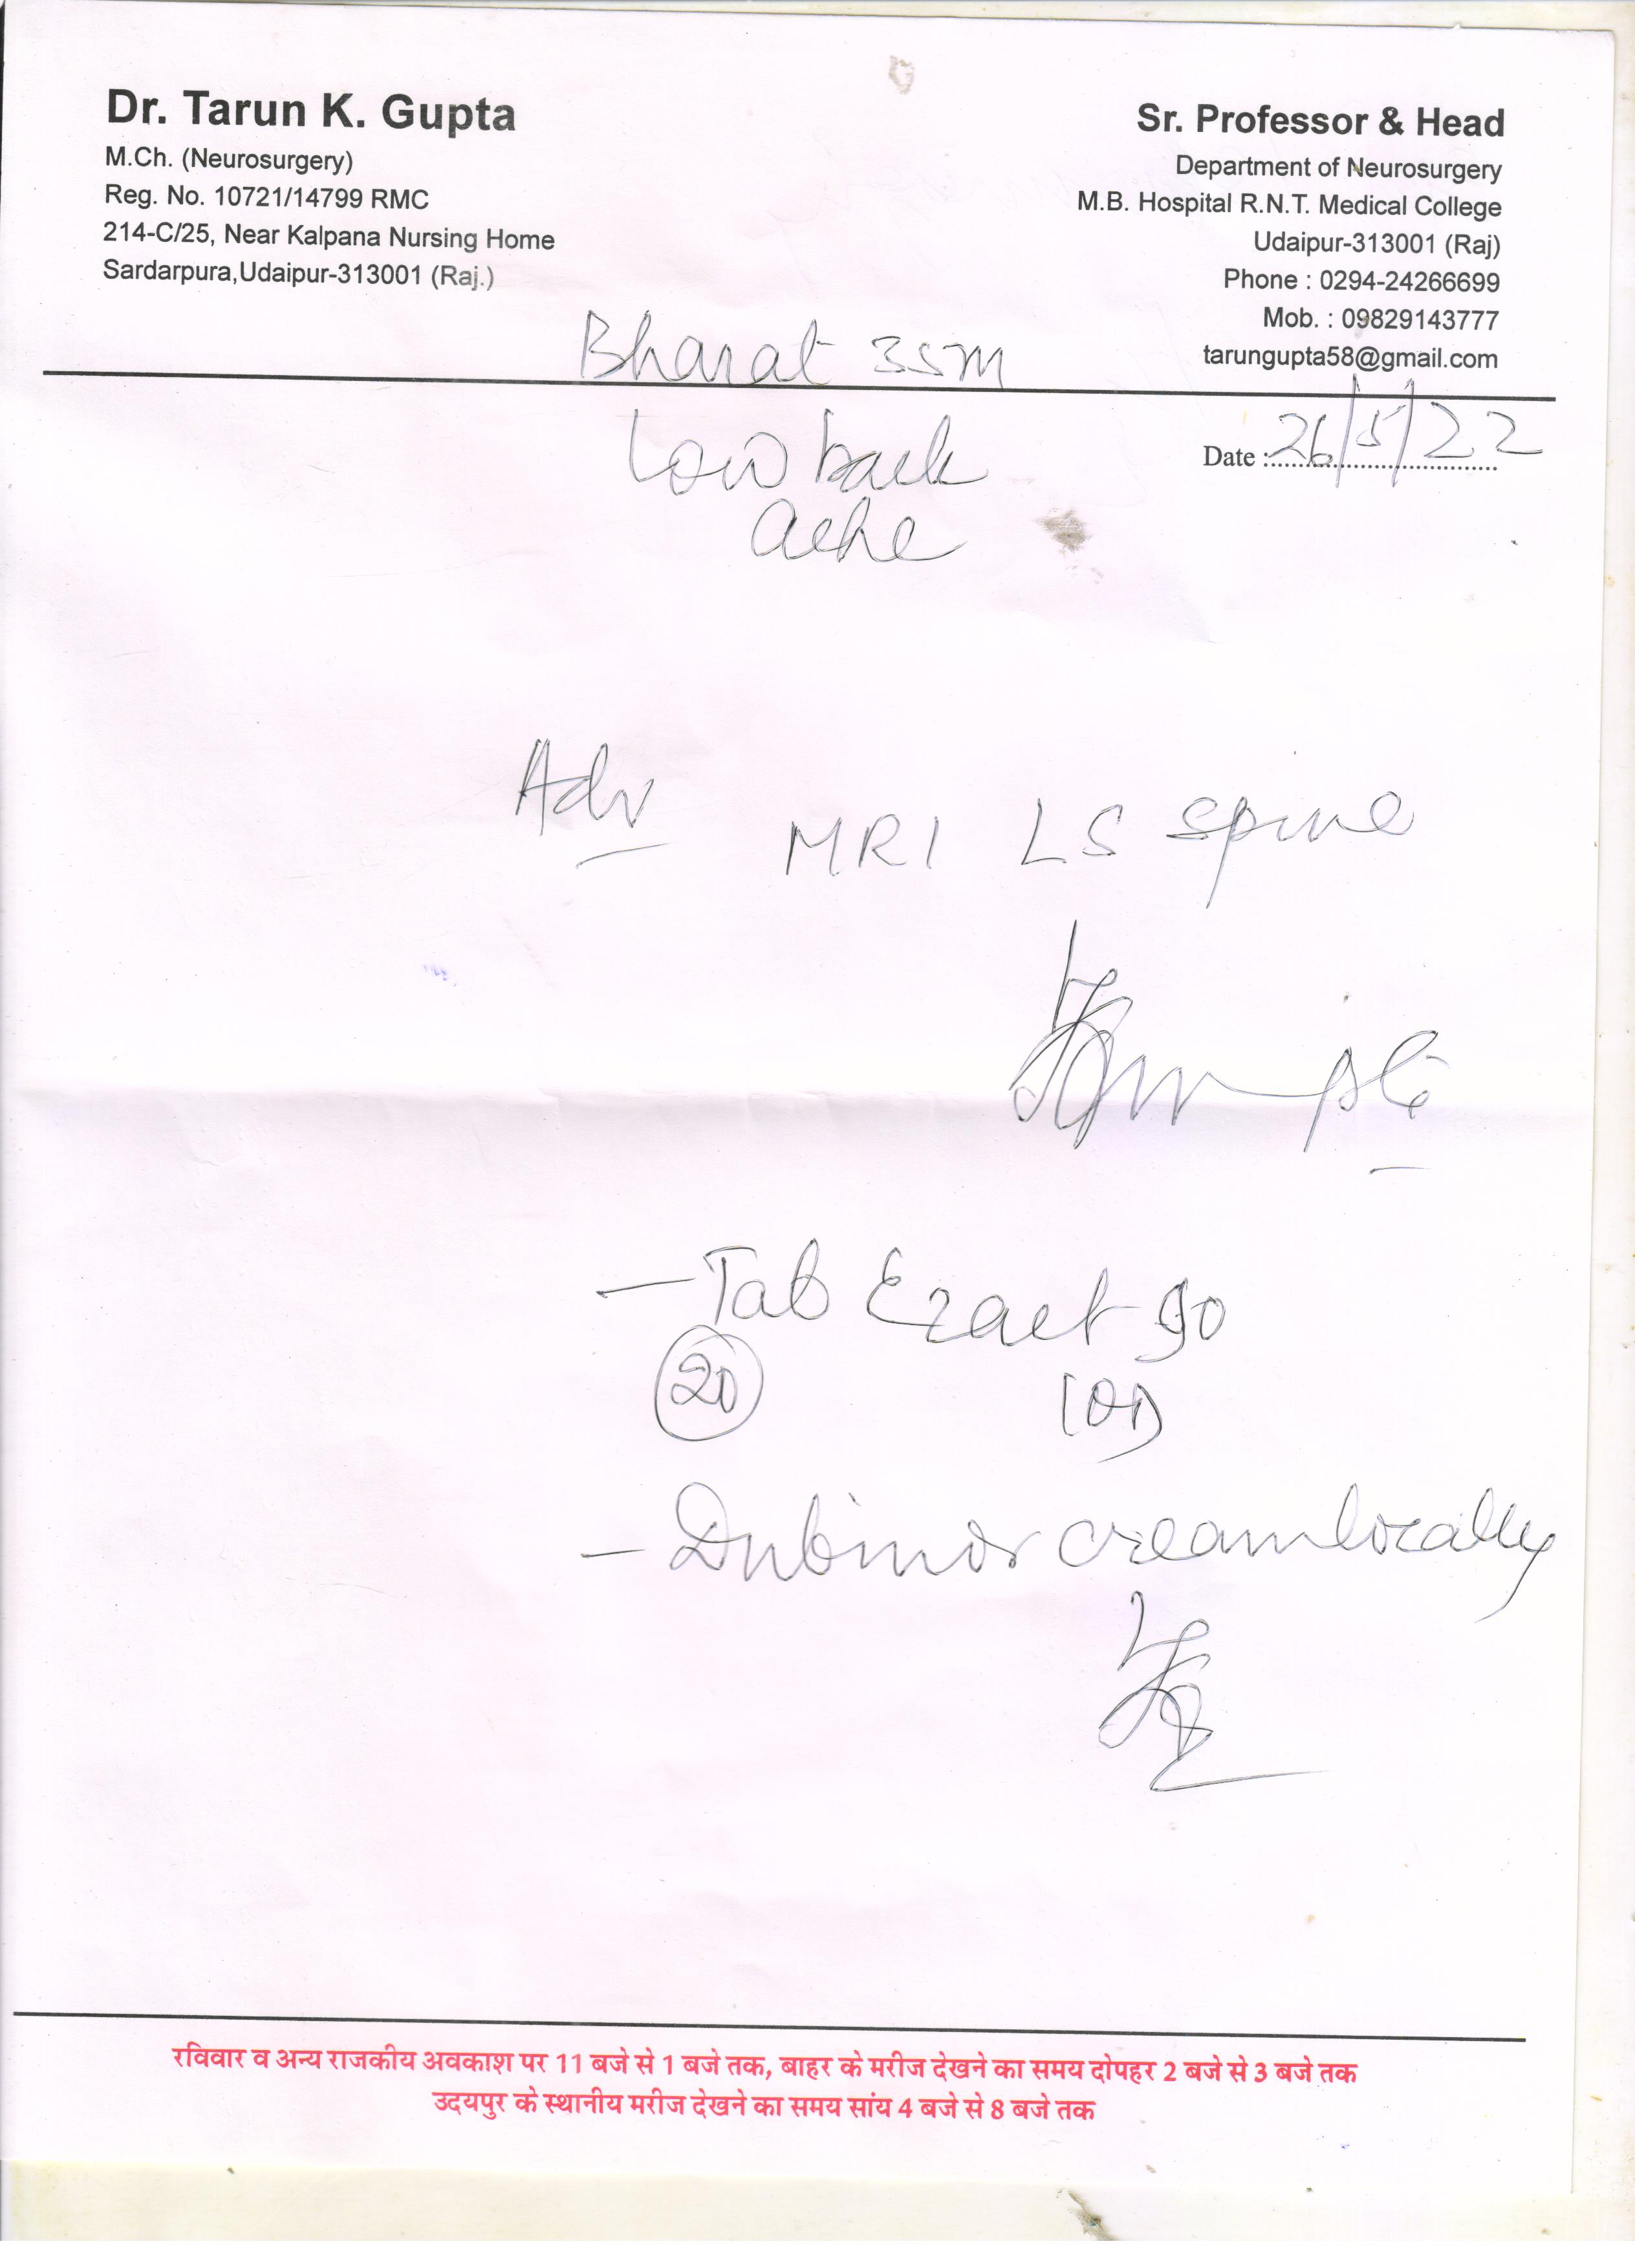 Dr. Tarun K. Gupta
M.Ch. (Neurosurgery)
Reg. No. 10721/14799 RMC
214-C/25, Near Kalpana Nursing Home
Sardarpura,Udaipur-313001 (Raj.)
Sr. Professor & Head
Department of Neurosurgery
M.B. Hospital R.N.T. Medical College
Udaipur-313001 (Raj)
Phone : 0294-24266699
Mob. : 09829143777
tarungupta58@gmail.com
Bharat 35M
Date : 26/5/22
Low back
ache
Adv
MRI LS spine
— Tab Ezact 90
20
— Dubinor cream locally
रविवार व अन्य राजकीय अवकाश पर 11 बजे से 1 बजे तक, बाहर के मरीज देखने का समय दोपहर 2 बजे से 3 बजे तक
उदयपुर के स्थानीय मरीज देखने का समय सांय 4 बजे से 8 बजे तक